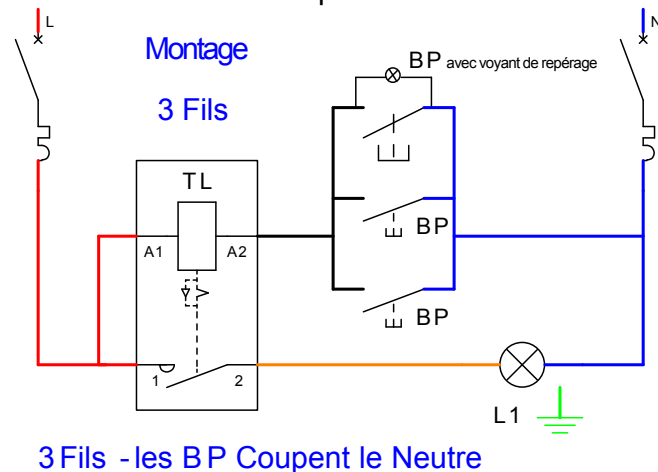 L
N
Montage
3 Fils
BP avec voyant de repérage
TL
A1
A2
BP
BP
1
2
L1
3 Fils - les BP Coupent le Neutre